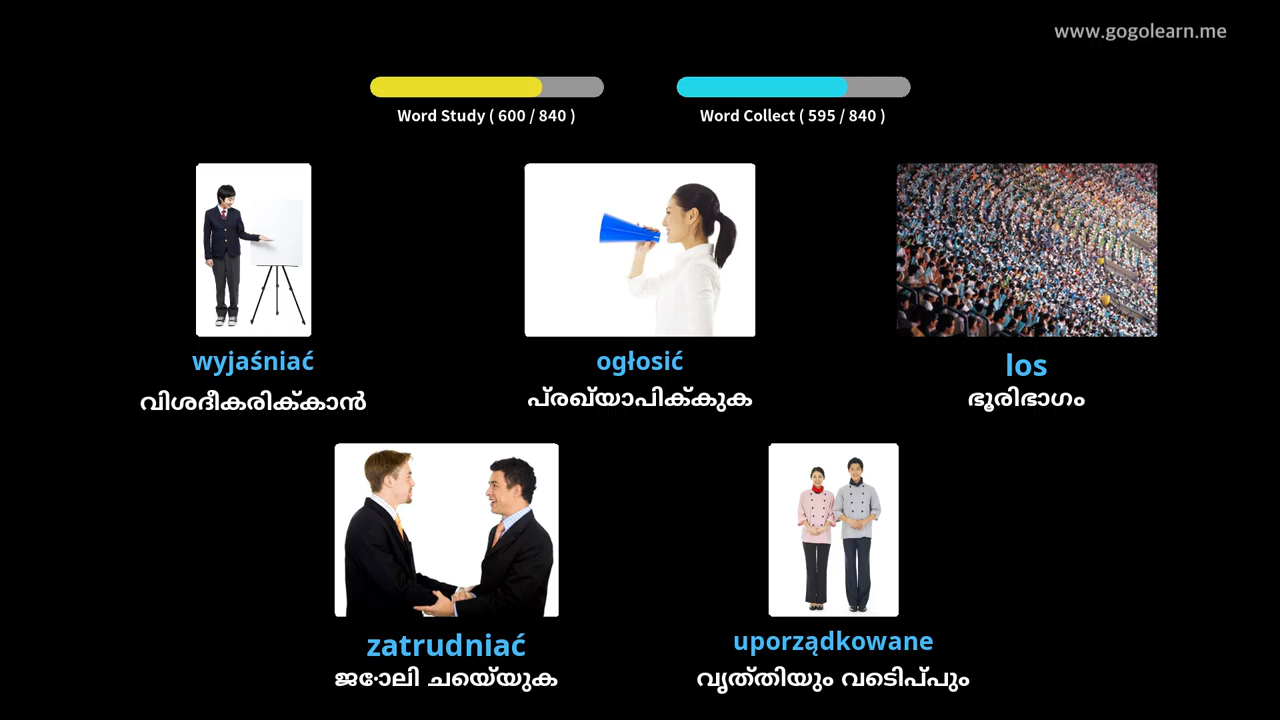 www.gogolearn.me
Word Study ( 600 / 840 )
Word Collect ( 595 / 840 )
wyjaśniać
വിശദീകരിക്കാൻ
ogłosić
പ്രഖ്യാപിക്കുക
los
ഭൂരിഭാഗം
zatrudniać
ജോലി ചെയ്യുക
uporządkowane
വൃത്തിയും വെടിപ്പും